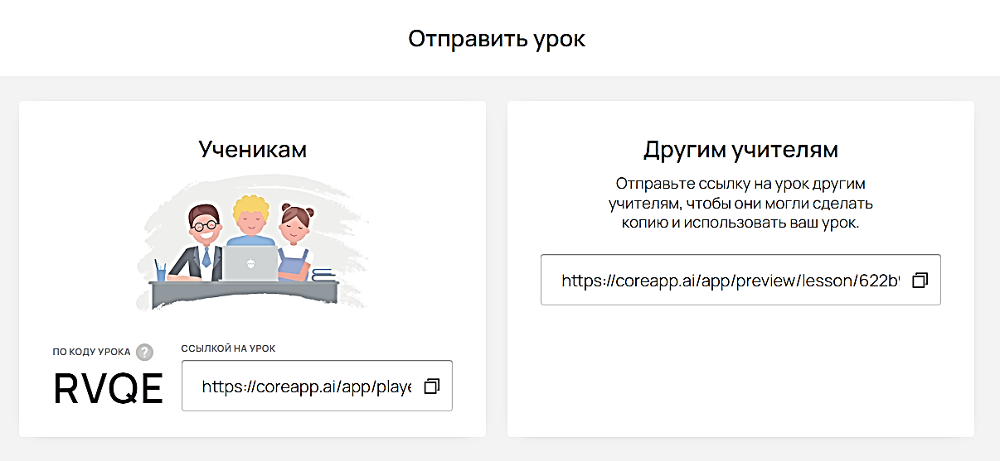 Отправить урок
Ученикам
ПО КОДУ УРОКА ?
RVQE
ССЫЛКОЙ НА УРОК
https://coreapp.ai/app/playe
Другим учителям
Отправьте ссылку на урок другим
учителям, чтобы они могли сделать
копию и использовать ваш урок.
https://coreapp.ai/app/preview/lesson/622b